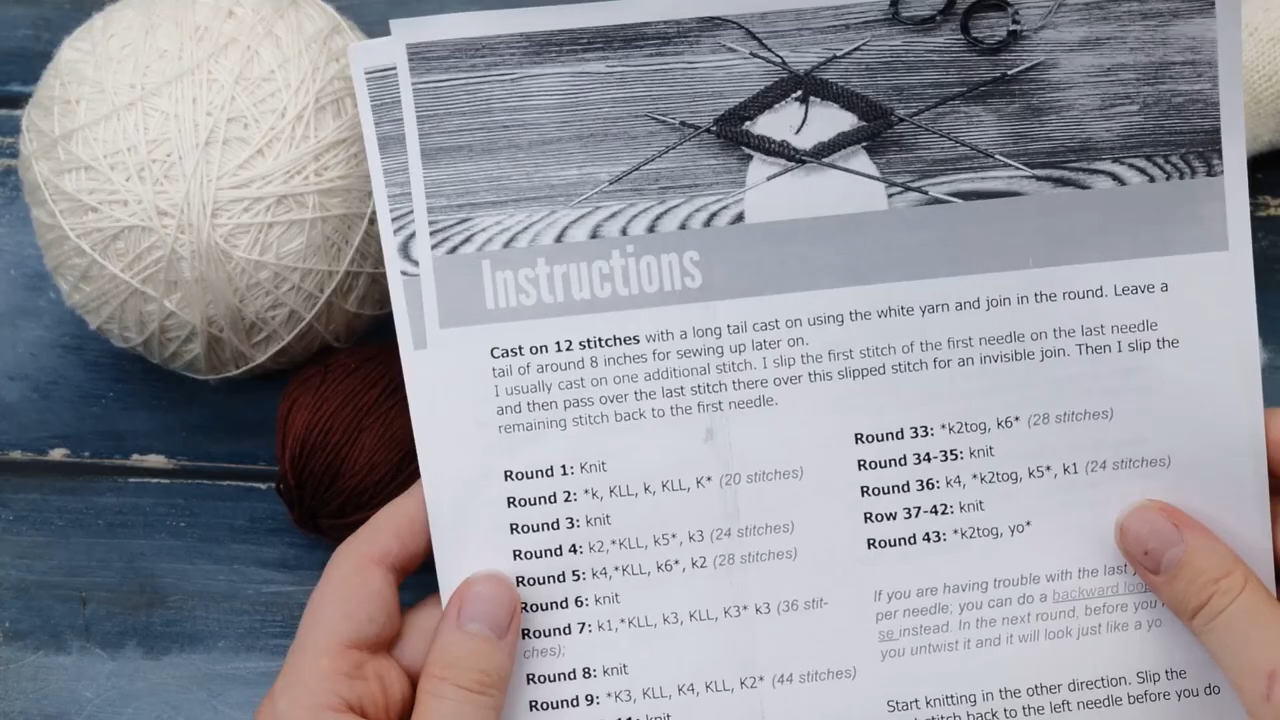 Instructions
Cast on 12 stitches with a long tail cast on using the white yarn and join in the round. Leave a
tail of around 8 inches for sewing up later on.
I usually cast on one additional stitch. I slip the first stitch of the first needle on the last needle
and then pass over the last stitch there over this slipped stitch for an invisible join. Then I slip the
remaining stitch back to the first needle.
Round 1: Knit
Round 2: *k, KLL, k, KLL, K* (20 stitches)
Round 3: knit
Round 4: k2,*KLL, k5*, k3 (24 stitches)
Round 5: k4,*KLL, k6*, k2 (28 stitches)
Round 6: knit
Round 7: k1,*KLL, k3, KLL, K3* k3 (36 stit-
ches);
Round 8: knit
Round 9: *K3, KLL, K4, KLL, K2* (44 stitches)
11: knit
Round 33: *k2tog, k6* (28 stitches)
Round 34-35: knit
Round 36: k4, *k2tog, k5*, k1 (24 stitches)
Row 37-42: knit
Round 43: *k2tog, yo*
If you are having trouble with the last
per needle; you can do a backward
se instead. In the next round, before you
you untwist it and it will look just like a yo.
Start knitting in the other direction. Slip the
stitch back to the left needle before you do